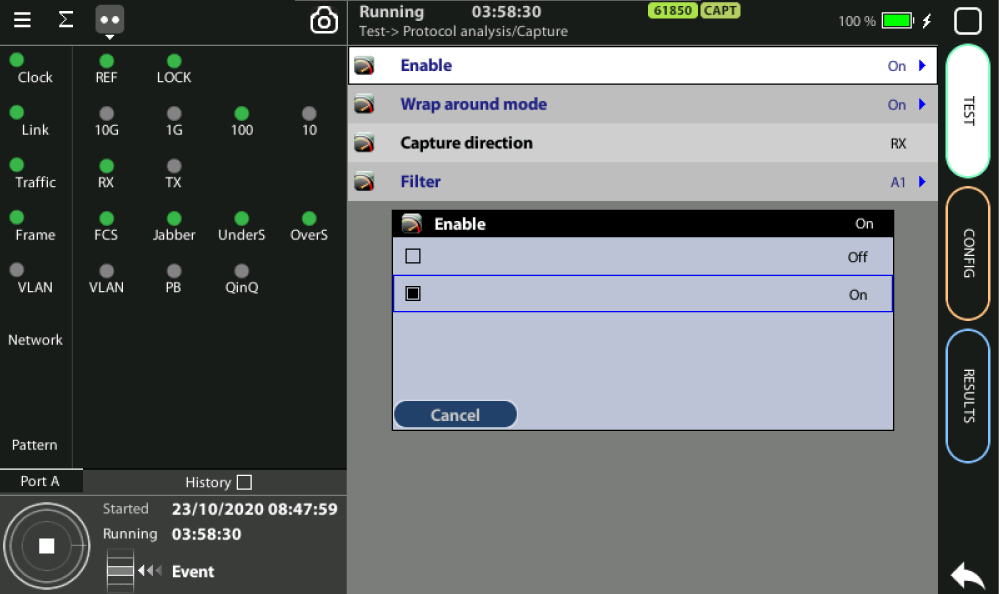 Σ
Running 03:58:30 61850 CAPT
Test-> Protocol analysis/Capture
100 %
Clock REF LOCK
Link 10G 1G 100 10
Traffic RX TX
Frame FCS Jabber UnderS OverS
VLAN VLAN PB QinQ
Network
Pattern
Port A History
Started 23/10/2020 08:47:59
Running 03:58:30
Event
Enable On
Wrap around mode On
Capture direction RX
Filter A1
Enable On
Off
On
Cancel
TEST
CONFIG
RESULTS